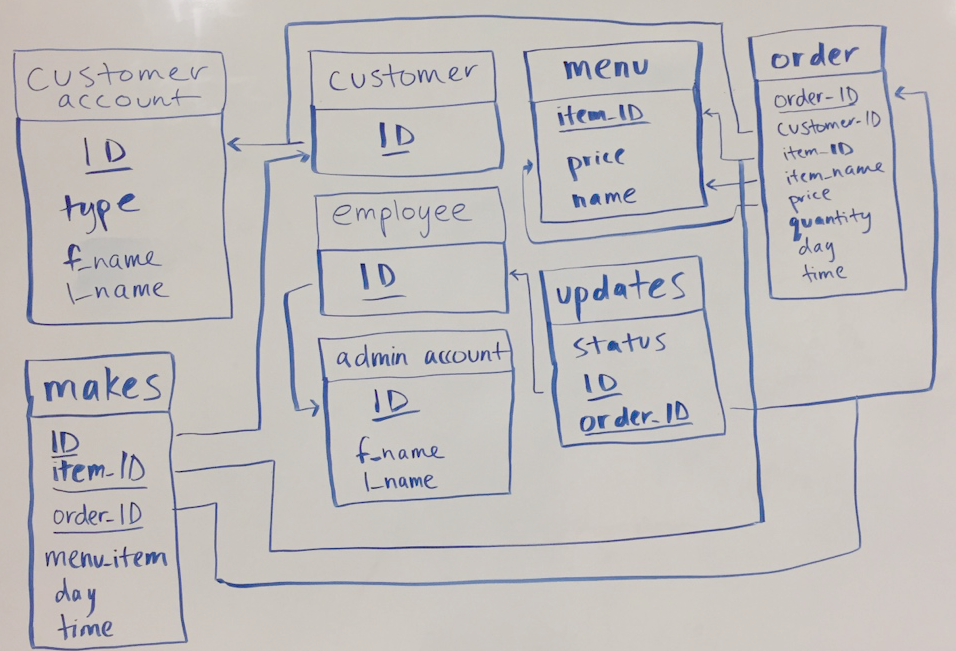 customer
account
ID
type
f_name
l_name
customer
ID
menu
item_ID
price
name
order
order_ID
customer_ID
item_ID
item_name
price
quantity
day
time
employee
ID
updates
status
ID
order_ID
admin account
ID
f_name
l_name
makes
ID
item_ID
order_ID
menu_item
day
time